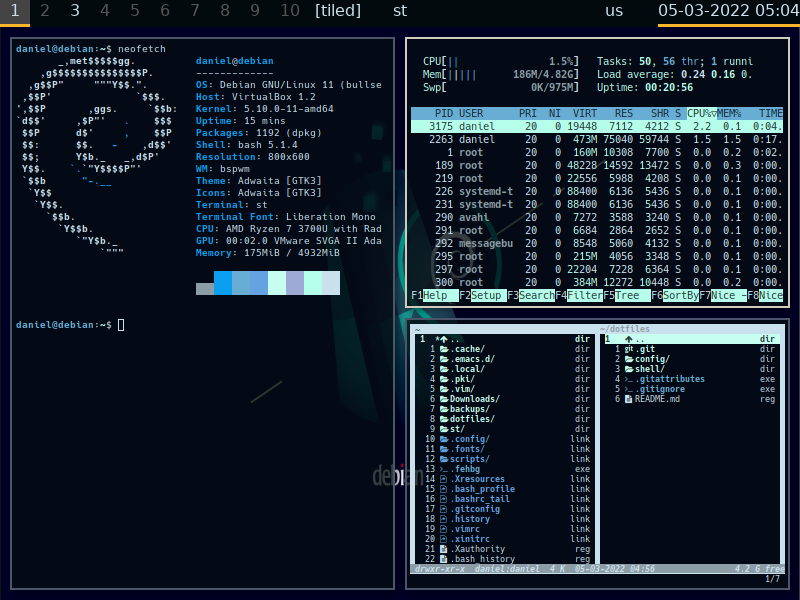 1 2 3 4 5 6 7 8 9 10 [tiled] st us 05-03-2022 05:04
daniel@debian:~$ neofetch
_,met$$$$$gg.
,g$$$$$$$$$$$$$$$P.
,g$$P" """Y$$.".
,$$P' `$$$.
',$$P ,ggs. `$$b:
`d$$' ,$P"' . $$$
$$P d$' , $$P
$$: $$. - ,d$$'
$$; Y$b._ _,d$P'
Y$$. `.`"Y$$$$P"'
`$$b "-.__
`Y$$
`Y$$.
`$$b.
`Y$$b.
`"Y$b._
`"""
daniel@debian
-------------
OS: Debian GNU/Linux 11 (bullse
Host: VirtualBox 1.2
Kernel: 5.10.0-11-amd64
Uptime: 15 mins
Packages: 1192 (dpkg)
Shell: bash 5.1.4
Resolution: 800x600
WM: bspwm
Theme: Adwaita [GTK3]
Icons: Adwaita [GTK3]
Terminal: st
Terminal Font: Liberation Mono
CPU: AMD Ryzen 7 3700U with Rad
GPU: 00:02.0 VMware SVGA II Ada
Memory: 175MiB / 4932MiB
daniel@debian:~$
CPU[|| 1.5%] Tasks: 50, 56 thr; 1 runni
Mem[||||| 186M/4.82G] Load average: 0.24 0.16 0.
Swp[ 0K/975M] Uptime: 00:20:56
PID USER PRI NI VIRT RES SHR S CPU%▽MEM% TIME
3175 daniel 20 0 19448 7112 4212 S 2.2 0.1 0:04.
2263 daniel 20 0 473M 75040 59744 S 1.5 1.5 0:17.
1 root 20 0 160M 10308 7700 S 0.0 0.2 0:02.
189 root 20 0 48228 14592 13472 S 0.0 0.3 0:00.
219 root 20 0 22556 5988 4208 S 0.0 0.1 0:00.
226 systemd-t 20 0 88400 6136 5436 S 0.0 0.1 0:00.
231 systemd-t 20 0 88400 6136 5436 S 0.0 0.1 0:00.
290 avahi 20 0 7272 3588 3240 S 0.0 0.1 0:00.
291 root 20 0 6684 2864 2652 S 0.0 0.1 0:00.
292 messagebu 20 0 8548 5060 4132 S 0.0 0.1 0:00.
295 root 20 0 215M 4056 3348 S 0.0 0.1 0:00.
297 root 20 0 22204 7228 6364 S 0.0 0.1 0:00.
300 root 20 0 384M 12272 10448 S 0.0 0.2 0:00.
F1Help F2Setup F3SearchF4FilterF5Tree F6SortByF7Nice -F8Nice
~
1 *.. dir
1 .cache/ dir
2 .emacs.d/ dir
3 .local/ dir
4 .pki/ dir
5 .vim/ dir
6 Downloads/ dir
7 backups/ dir
8 dotfiles/ dir
9 st/ dir
10 .config/ link
11 .fonts/ link
12 scripts/ link
13 .fehbg exe
14 .Xresources link
15 .bash_profile link
16 .bashrc_tail link
17 .gitconfig link
18 .history link
19 .vimrc link
20 .xinitrc link
21 .Xauthority reg
22 .bash_history reg
~/dotfiles
1 .. dir
1 .git dir
2 config/ dir
3 shell/ dir
4 .gitattributes exe
5 .gitignore exe
6 README.md reg
drwxr-xr-x daniel:daniel 4 K 05-03-2022 04:56 4.2 G free
1/7
debian